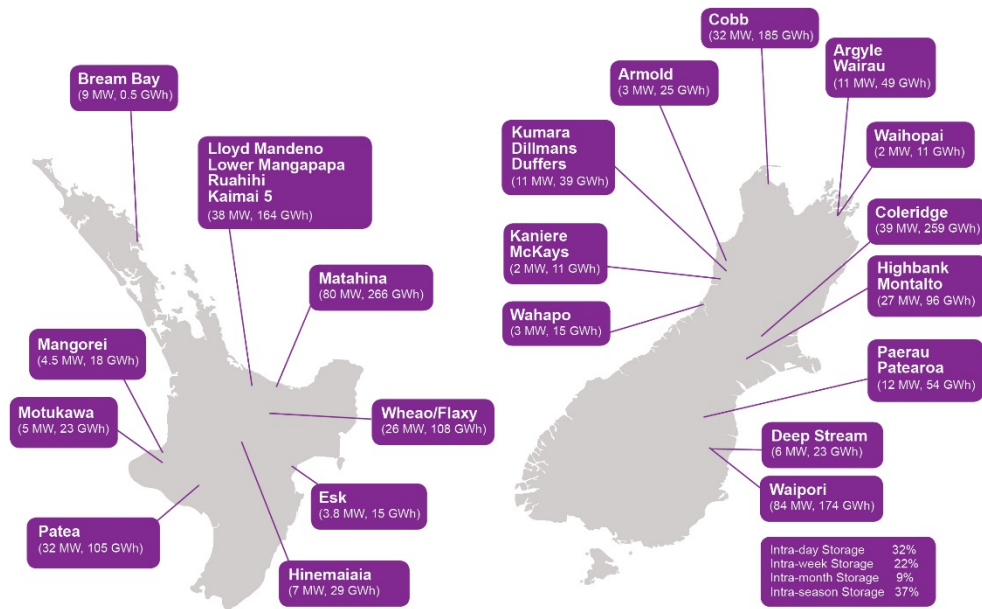 Bream Bay
(9 MW, 0.5 GWh)
Lloyd Mandeno
Lower Mangapapa
Ruahihi
Kaimai 5
(38 MW, 164 GWh)
Matahina
(80 MW, 266 GWh)
Mangorei
(4.5 MW, 18 GWh)
Motukawa
(5 MW, 23 GWh)
Wheao/Flaxy
(26 MW, 108 GWh)
Esk
(3.8 MW, 15 GWh)
Patea
(32 MW, 105 GWh)
Hinemaiaia
(7 MW, 29 GWh)
Cobb
(32 MW, 185 GWh)
Argyle
Wairau
(11 MW, 49 GWh)
Armold
(3 MW, 25 GWh)
Kumara
Dillmans
Duffers
(11 MW, 39 GWh)
Waihopai
(2 MW, 11 GWh)
Coleridge
(39 MW, 259 GWh)
Kaniere
McKays
(2 MW, 11 GWh)
Highbank
Montalto
(27 MW, 96 GWh)
Wahapo
(3 MW, 15 GWh)
Paerau
Patearoa
(12 MW, 54 GWh)
Deep Stream
(6 MW, 23 GWh)
Waipori
(84 MW, 174 GWh)
Intra-day Storage 32%
Intra-week Storage 22%
Intra-month Storage 9%
Intra-season Storage 37%